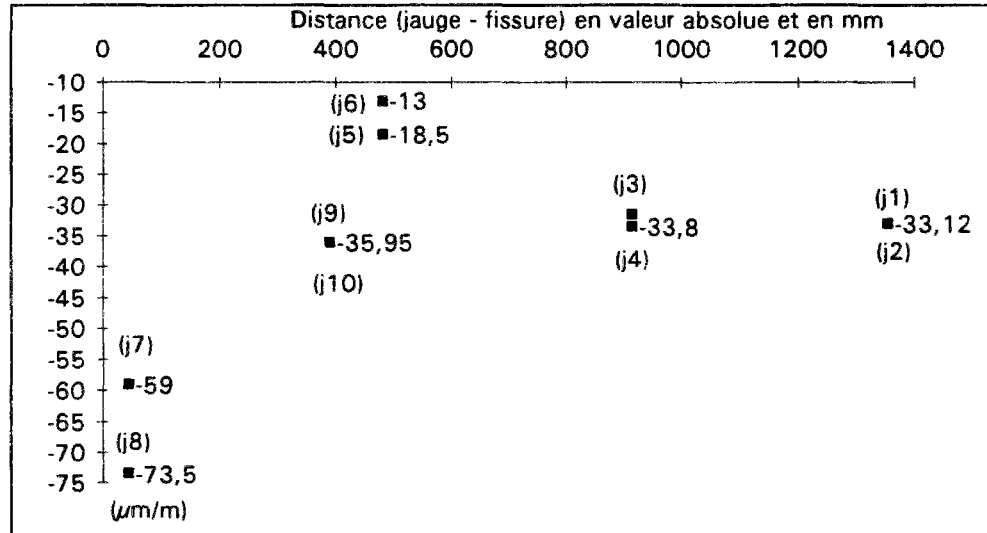 Distance (jauge - fissure) en valeur absolue et en mm
0 200 400 600 800 1000 1200 1400
-10
(j6) -13
-15
(j5) -18,5
-20
-25
(j3)
(j1)
-30
(j9)
-33,8
-33,12
-35
-35,95
(j4)
(j2)
-40
(j10)
-45
-50
(j7)
-55
-59
-60
-65
(j8)
-70
-73,5
-75
(µm/m)